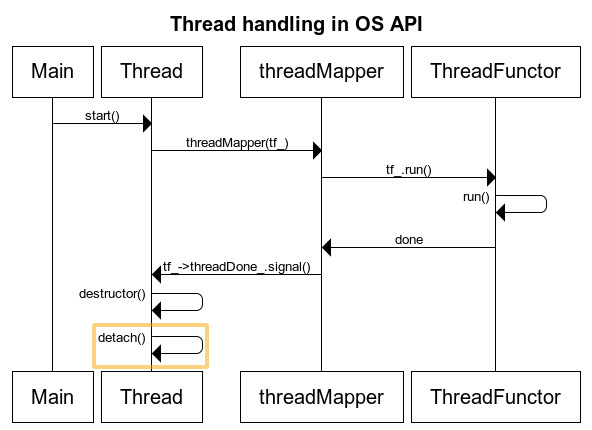 Thread handling in OS API
Main Thread threadMapper ThreadFunctor
start()
threadMapper(tf_)
tf_.run()
run()
done
tf_->threadDone_.signal()
destructor()
detach()
Main Thread threadMapper ThreadFunctor